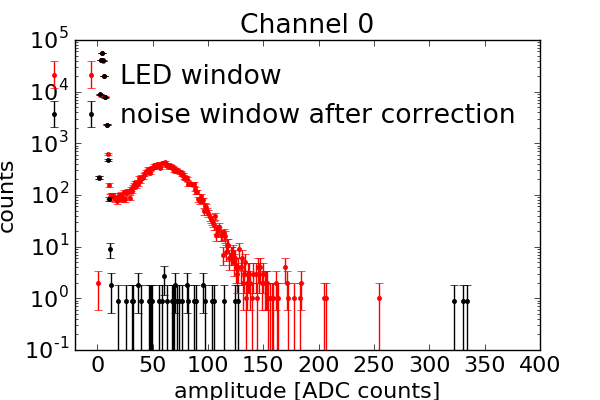 Channel 0
10^5
10^4
10^3
10^2
10^1
10^0
10^-1
counts
LED window
noise window after correction
0 50 100 150 200 250 300 350 400
amplitude [ADC counts]